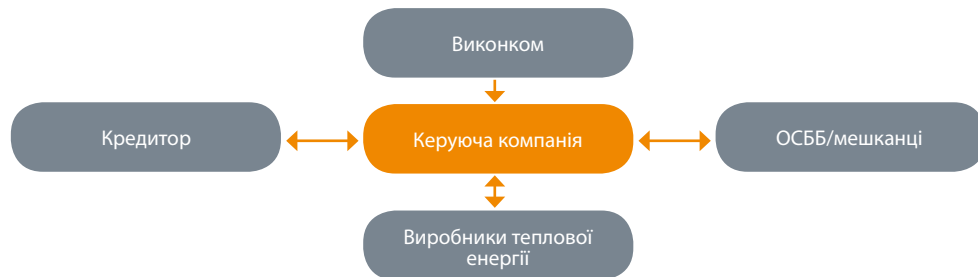 Виконком
Кредитор
Керуюча компанія
ОСББ/мешканці
Виробники теплової
енергії